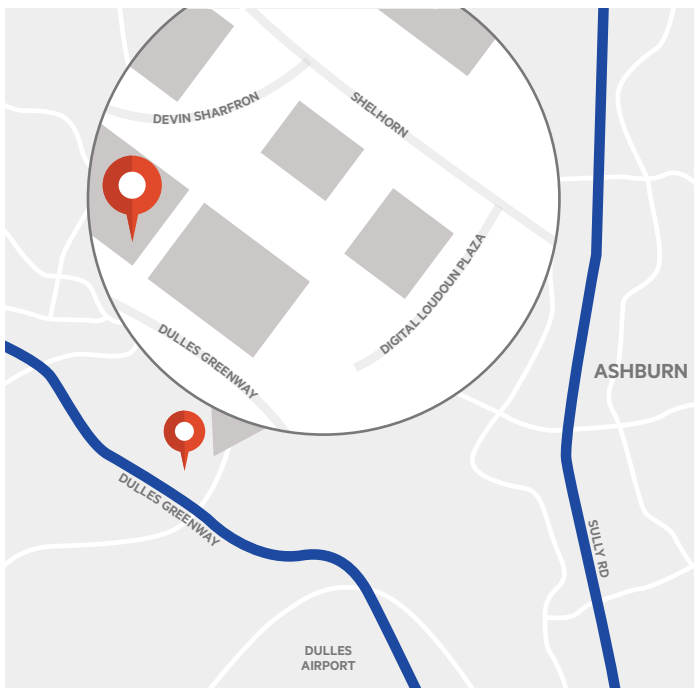 DEVIN SHARFRON
SHELHORN
DIGITAL LOUDOUN PLAZA
DULLES GREENWAY
ASHBURN
DULLES GREENWAY
SULLY RD
DULLES
AIRPORT